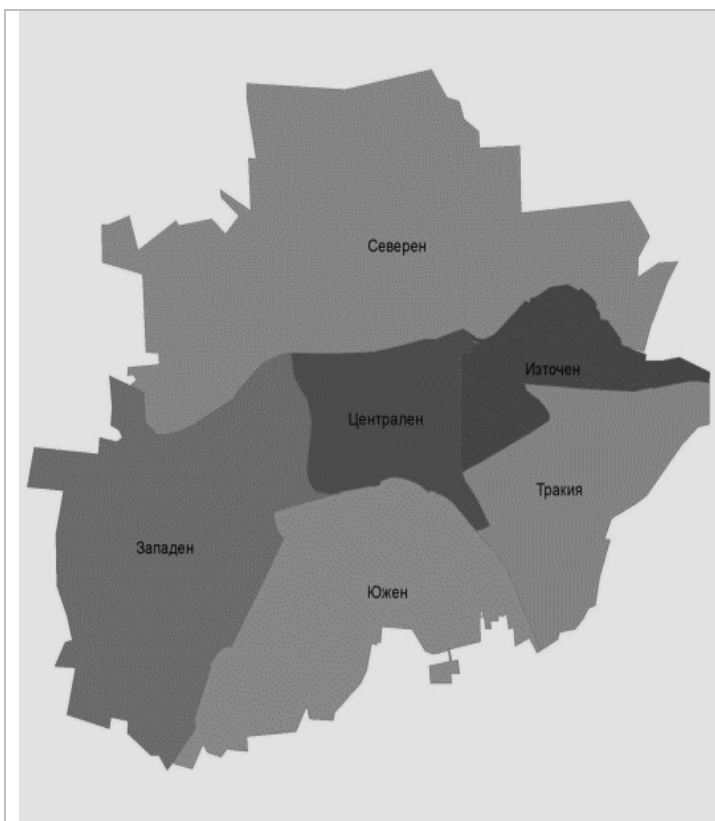 Северен
Източен
Централен
Тракия
Западен
Южен